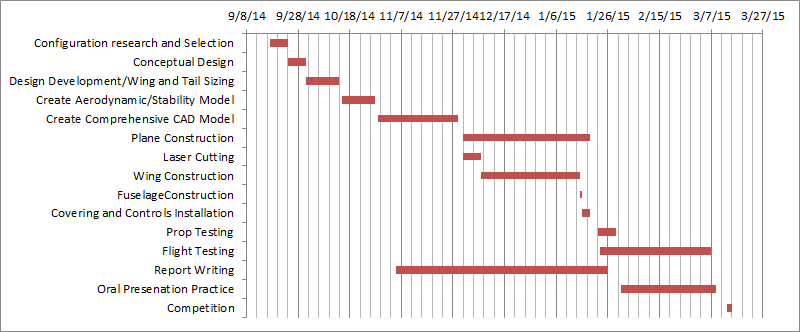 9/8/14 9/28/14 10/18/14 11/7/14 11/27/14 12/17/14 1/6/15 1/26/15 2/15/15 3/7/15 3/27/15
Configuration research and Selection
Conceptual Design
Design Development/Wing and Tail Sizing
Create Aerodynamic/Stability Model
Create Comprehensive CAD Model
Plane Construction
Laser Cutting
Wing Construction
FuselageConstruction
Covering and Controls Installation
Prop Testing
Flight Testing
Report Writing
Oral Presenation Practice
Competition